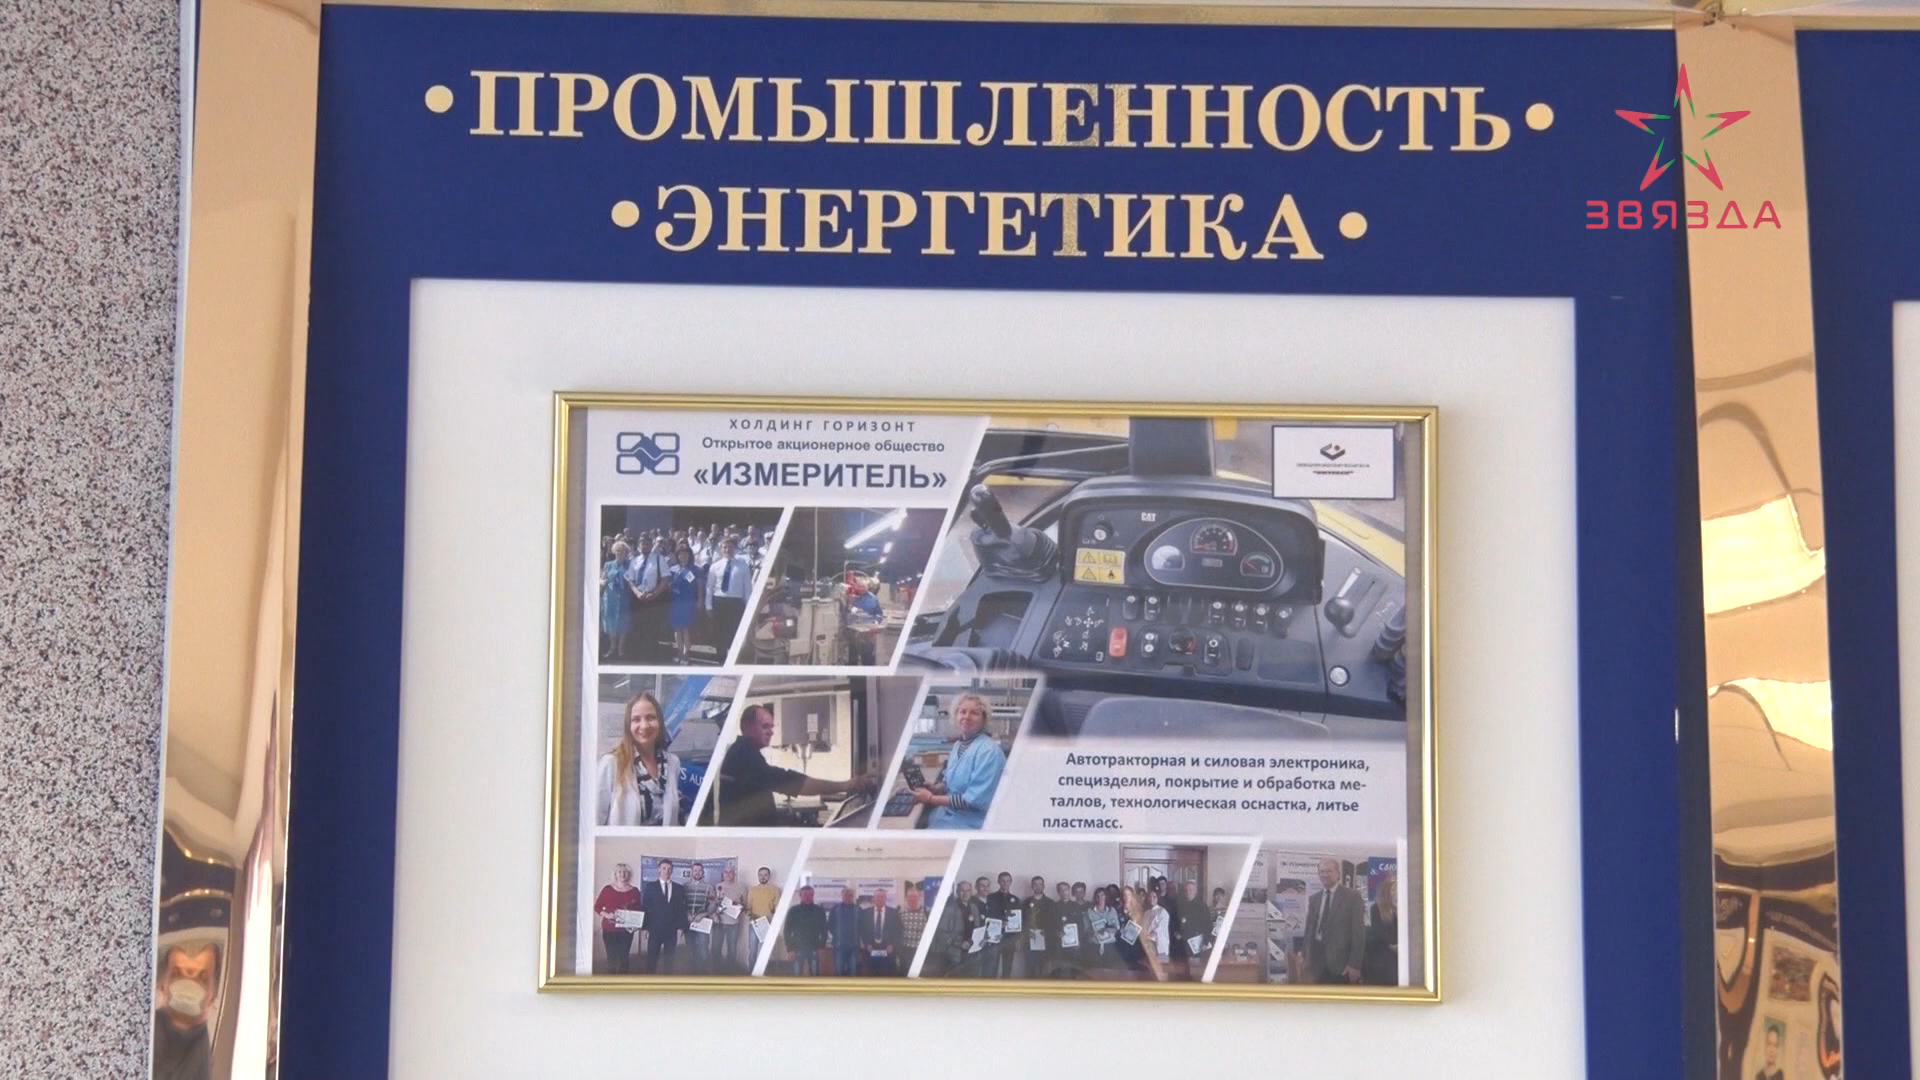 •ПРОМЫШЛЕННОСТЬ•
•ЭНЕРГЕТИКА•
ЗВЯЗДА
ХОЛДИНГ ГОРИЗОНТ
Открытое акционерное общество
«ИЗМЕРИТЕЛЬ»
CAT
Автотракторная и силовая электроника,
специзделия, покрытие и обработка ме-
таллов, технологическая оснастка, литье
пластмасс.